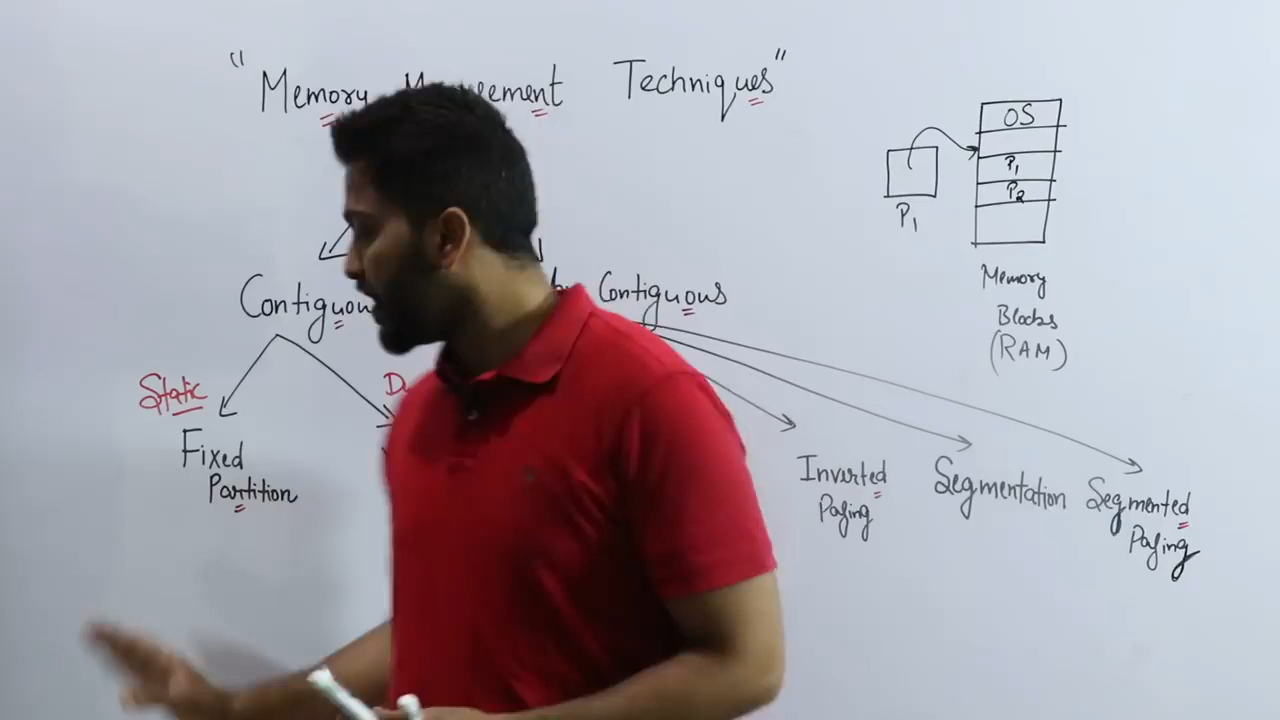 "Memory Techniques"
OS
P1
P2
P1
Memory
Blocks
(RAM)
Contiguous
Contiguous
Static
Fixed
Partition
Inverted
Paging
Segmentation
Segmented
Paging